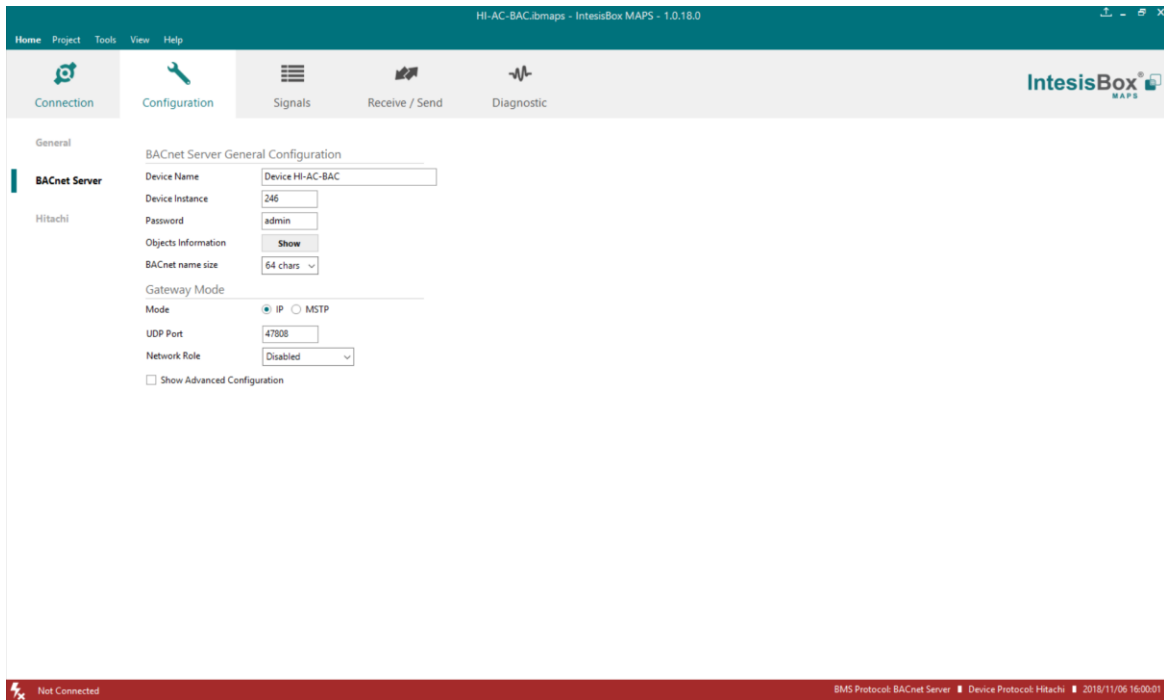 HI-AC-BAC.ibmaps - IntesisBox MAPS - 1.0.18.0
Home Project Tools View Help
Connection Configuration Signals Receive / Send Diagnostic
IntesisBox®
MAPS
General
BACnet Server
Hitachi
BACnet Server General Configuration
Device Name Device HI-AC-BAC
Device Instance 246
Password admin
Objects Information Show
BACnet name size 64 chars
Gateway Mode
Mode IP MSTP
UDP Port 47808
Network Role Disabled
Show Advanced Configuration
Not Connected BMS Protocol: BACnet Server Device Protocol: Hitachi 2018/11/06 16:00:01